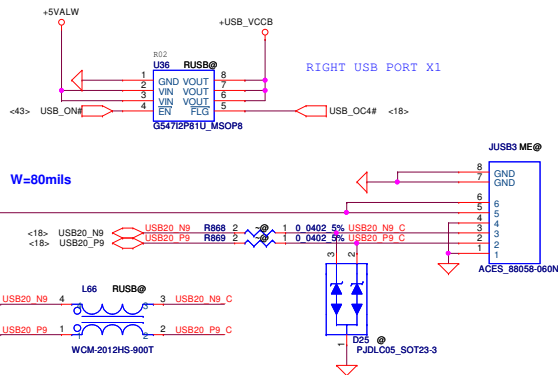 +5VALW
+USB_VCCB
R02
U36 RUSB@
RIGHT USB PORT X1
1 GND VOUT 8
2 VIN VOUT 7
3 VIN VOUT 6
<43> USB_ON# 4 EN FLG 5 USB_OC4# <18>
G547I2P81U_MSOP8
JUSB3 ME@
W=80mils
8 GND
7 GND
6 6
5 5
4 4
<18> USB20_N9 R868 2 ~@ 1 0_0402_5% USB20_N9_C 3 3
<18> USB20_P9 R869 2 ~@ 1 0_0402_5% USB20_P9_C 2 2
1 1
ACES_88058-060N
3 2
L66 RUSB@
USB20_N9 4 4 3 3 USB20_N9_C
USB20_P9 1 1 2 2 USB20_P9_C
WCM-2012HS-900T
D25 @
1 PJDLC05_SOT23-3